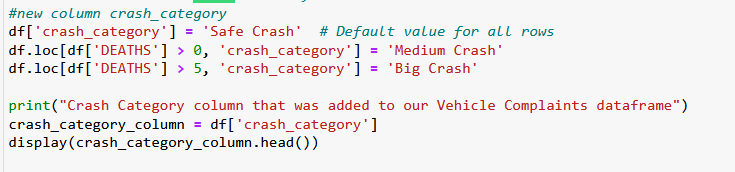 #new column crash_category
df['crash_category'] = 'Safe Crash'  # Default value for all rows
df.loc[df['DEATHS'] > 0, 'crash_category'] = 'Medium Crash'
df.loc[df['DEATHS'] > 5, 'crash_category'] = 'Big Crash'

print("Crash Category column that was added to our Vehicle Complaints dataframe")
crash_category_column = df['crash_category']
display(crash_category_column.head())